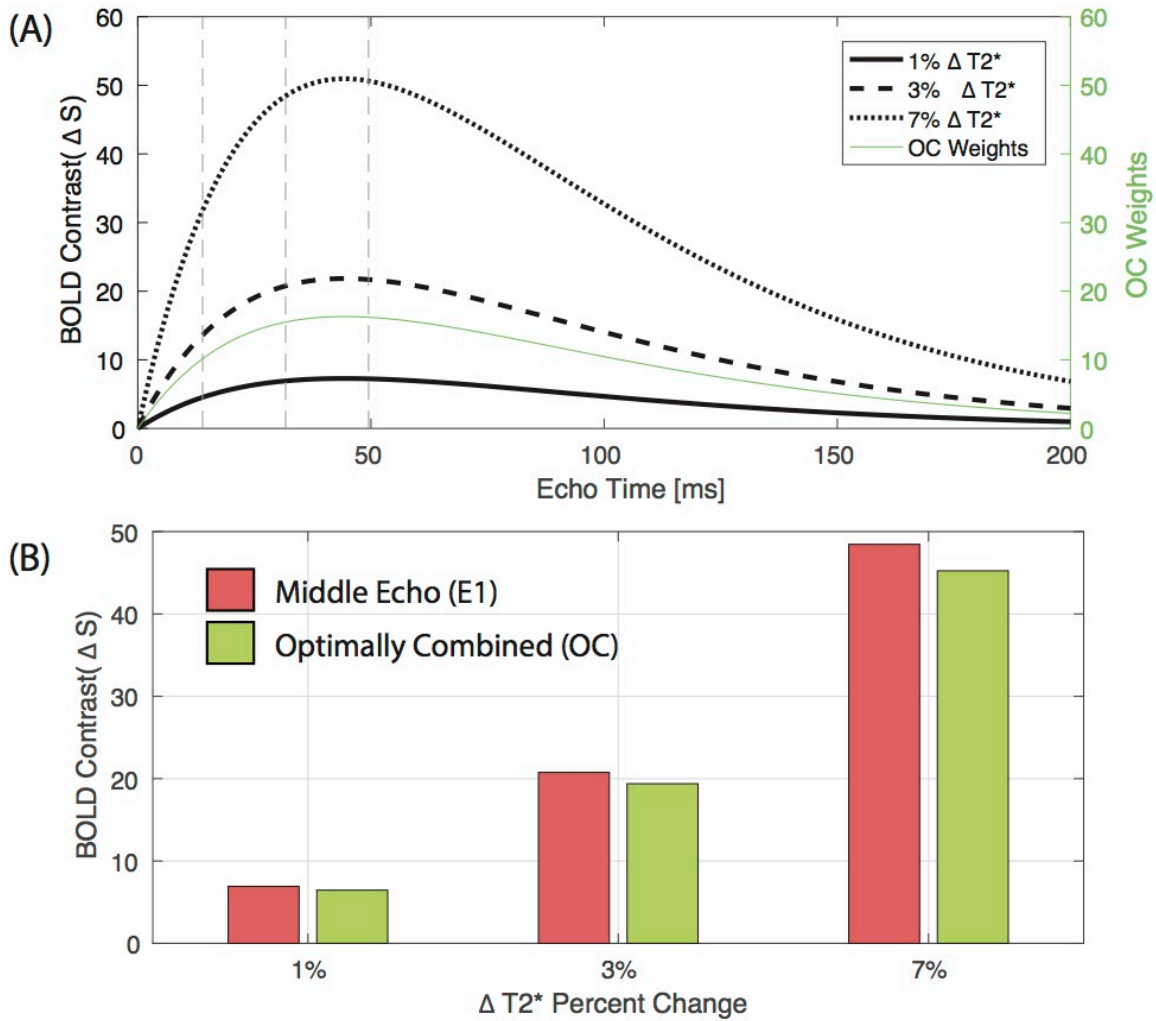 (A)
60
50
40
30
20
10
0
BOLD Contrast( Δ S)
1% Δ T2*
3% Δ T2*
7% Δ T2*
OC Weights
60
50
40
30
20
10
0
OC Weights
0 50 100 150 200
Echo Time [ms]
(B)
50
40
30
20
10
0
BOLD Contrast( Δ S)
Middle Echo (E1)
Optimally Combined (OC)
1% 3% 7%
Δ T2* Percent Change